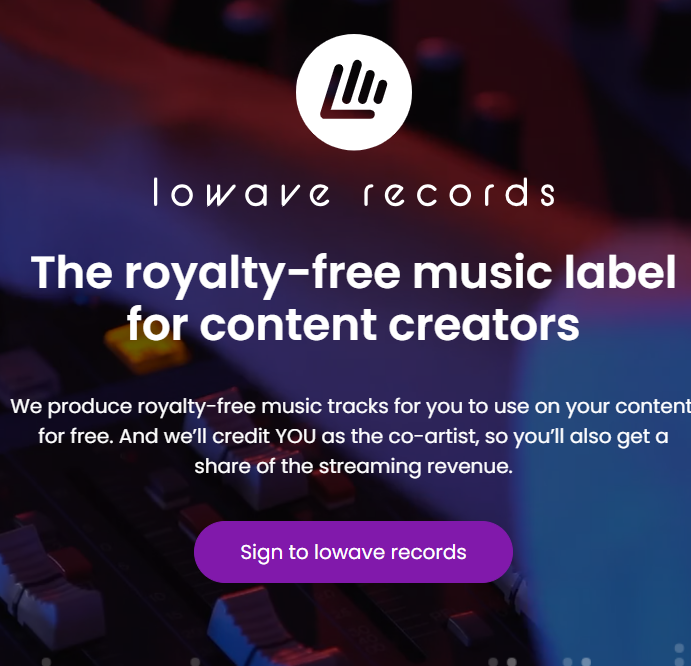 lowave records
The royalty-free music label
for content creators
We produce royalty-free music tracks for you to use on your content
for free. And we’ll credit YOU as the co-artist, so you’ll also get a
share of the streaming revenue.
Sign to lowave records